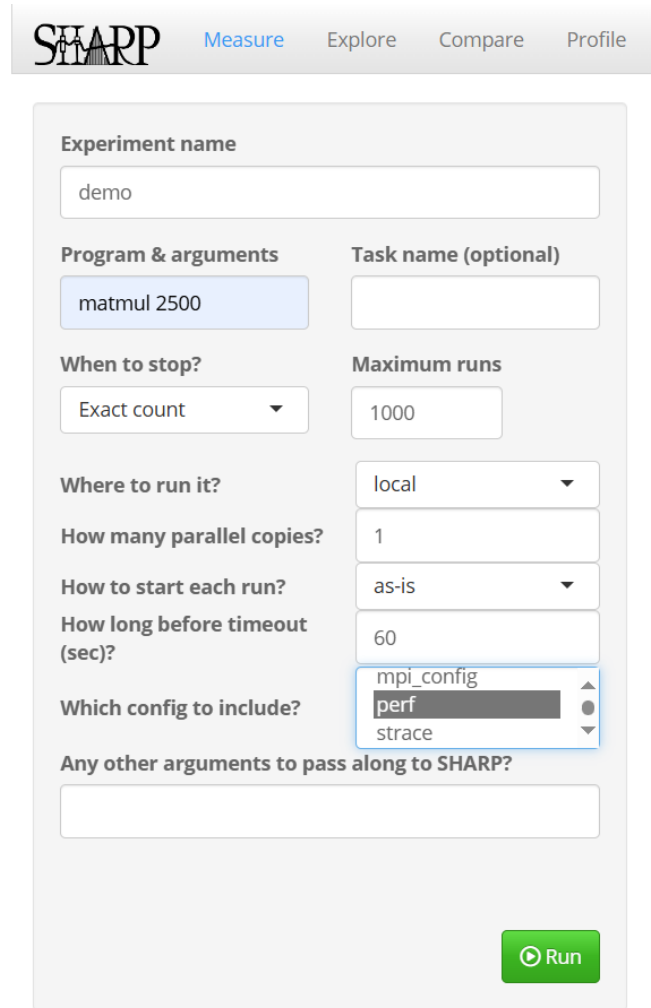 SHARP Measure Explore Compare Profile
Experiment name
demo
Program & arguments Task name (optional)
matmul 2500
When to stop? Maximum runs
Exact count 1000
Where to run it? local
How many parallel copies? 1
How to start each run? as-is
How long before timeout
(sec)? 60
mpi_config
Which config to include? perf
strace
Any other arguments to pass along to SHARP?
Run